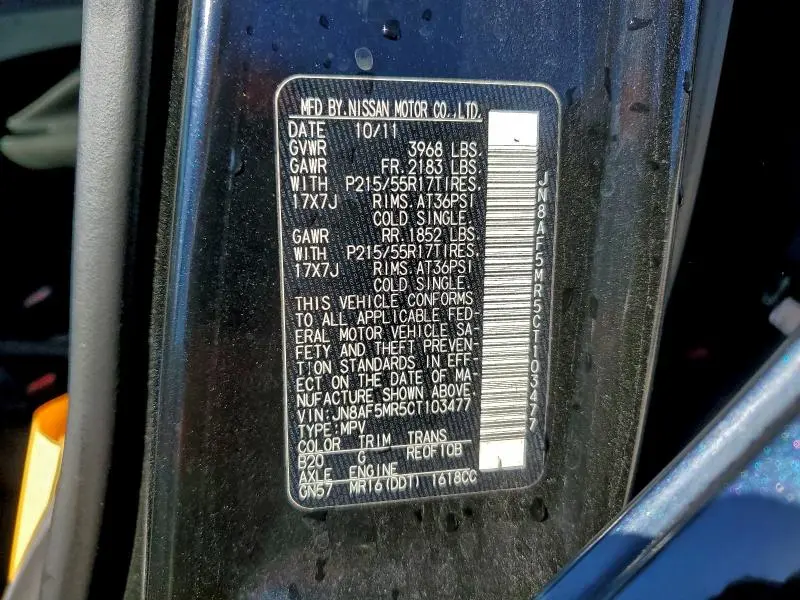 MFD BY NISSAN MOTOR CO.,LTD.
DATE 10/11
GVWR 3968 LBS.
GAWR FR. 2183 LBS.
WITH P215/55R17TIRES.
17X7J RIMS. AT36PSI
COLD SINGLE.
GAWR RR. 1852 LBS.
WITH P215/55R17TIRES.
17X7J RIMS. AT36PSI
COLD SINGLE.
THIS VEHICLE CONFORMS
TO ALL APPLICABLE FED-
ERAL MOTOR VEHICLE SA-
FETY AND THEFT PREVEN-
TION STANDARDS IN EFF-
ECT ON THE DATE OF MA-
NUFACTURE SHOWN ABOVE.
VIN:JN8AF5MR5CT103477
TYPE:MPV
COLOR TRIM TRANS
B20 G RE0F10B
AXLE ENGINE
GN57 MR16(DDT) 1618CC
JN8AF5MR5CT103477